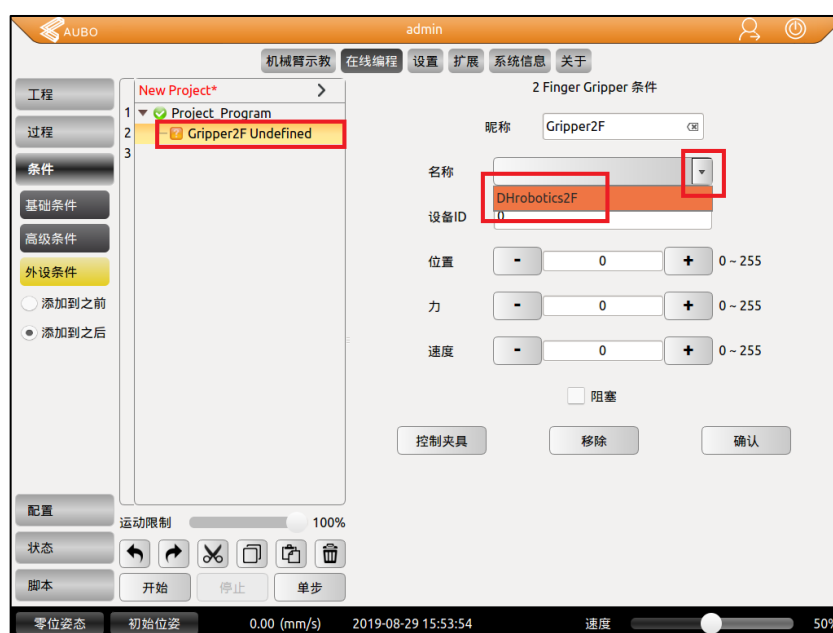 AUBO
admin
机械臂示教 在线编程 设置 扩展 系统信息 关于
工程
过程
条件
基础条件
高级条件
外设条件
添加到之前
添加到之后
配置
状态
脚本
New Project*
1 Project_Program
2 Gripper2F Undefined
3
运动限制 100%
开始 停止 单步
2 Finger Gripper 条件
昵称 Gripper2F
名称
DHrobotics2F
设备ID 0
位置 - 0 + 0 ~ 255
力 - 0 + 0 ~ 255
速度 - 0 + 0 ~ 255
阻塞
控制夹具 移除 确认
零位姿态 初始位姿 0.00 (mm/s) 2019-08-29 15:53:54 速度 50%